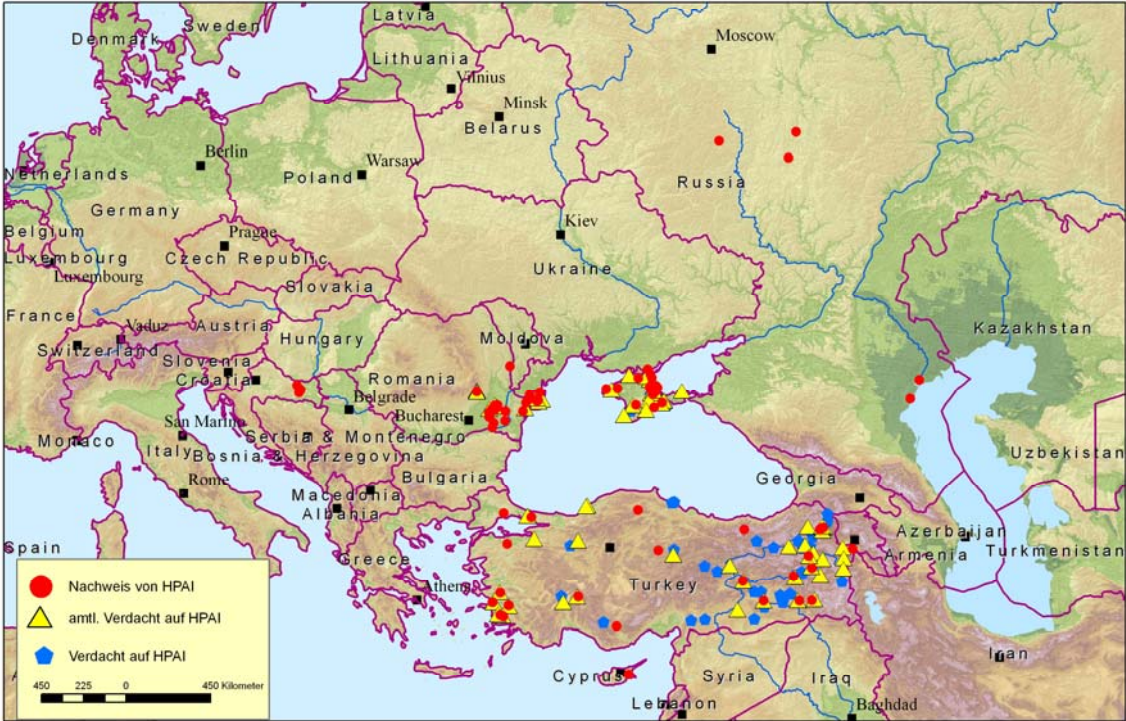 Latvia
Sweden
Denmark
Moscow
Lithuania
Vilnius
Minsk
Belarus
Berlin
Warsaw
Netherlands
Poland
Russia
Germany
Kiev
Belgium
Prague
Czech Republic
Luxembourg
Luxembourg
Ukraine
Slovakia
France
Vaduz
Austria
Kazakhstan
Hungary
Moldova
Switzerland
Slovenia
Croatia
Romania
Belgrade
Bucharest
San Marino
Monaco
Serbia & Montenegro
Italy
Bosnia & Herzegovina
Uzbekistan
Bulgaria
Georgia
Rome
Macedonia
Albania
Azerbaijan
Spain
Turkmenistan
Armenia
Greece
Turkey
Athens
Nachweis von HPAI
amtl. Verdacht auf HPAI
Verdacht auf HPAI
450 225 0 450 Kilometer
Cyprus
Syria
Iraq
Iran
Lebanon
Baghdad